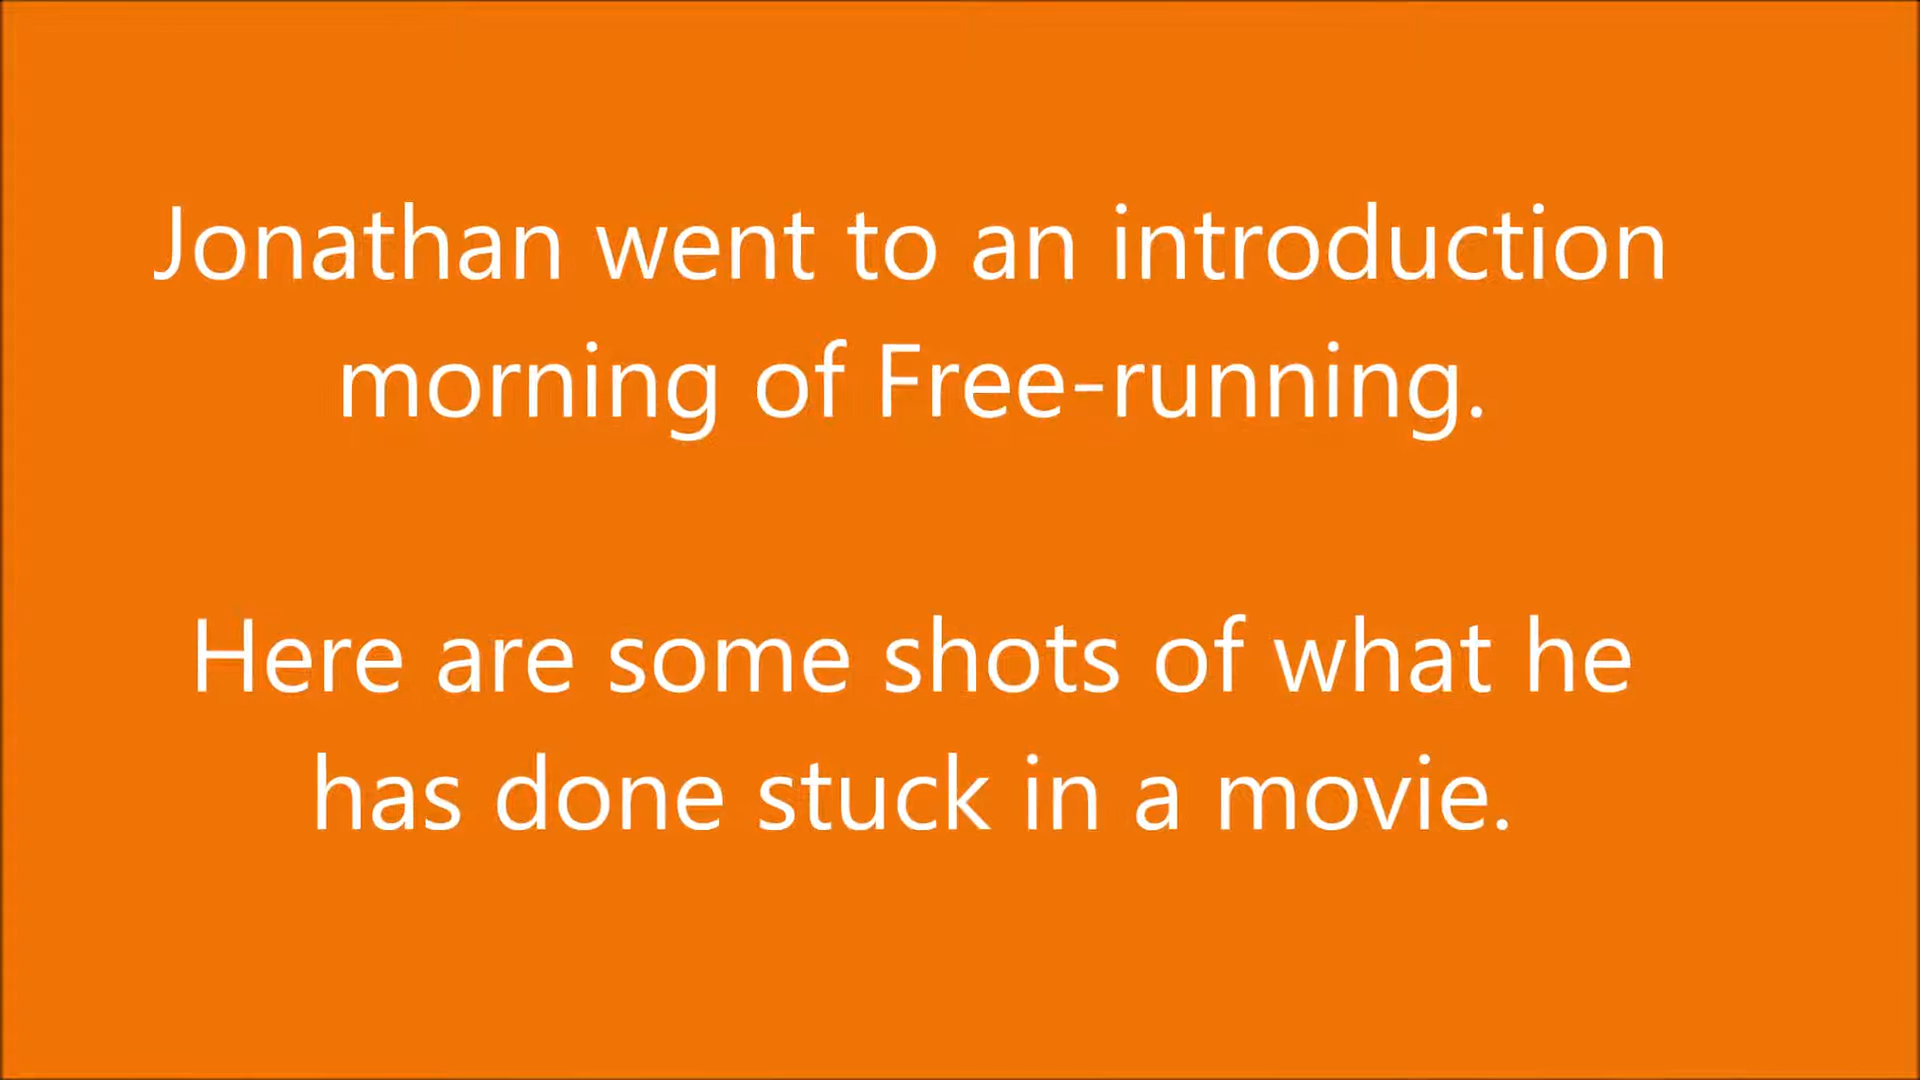 Jonathan went to an introduction
morning of Free-running.
Here are some shots of what he
has done stuck in a movie.